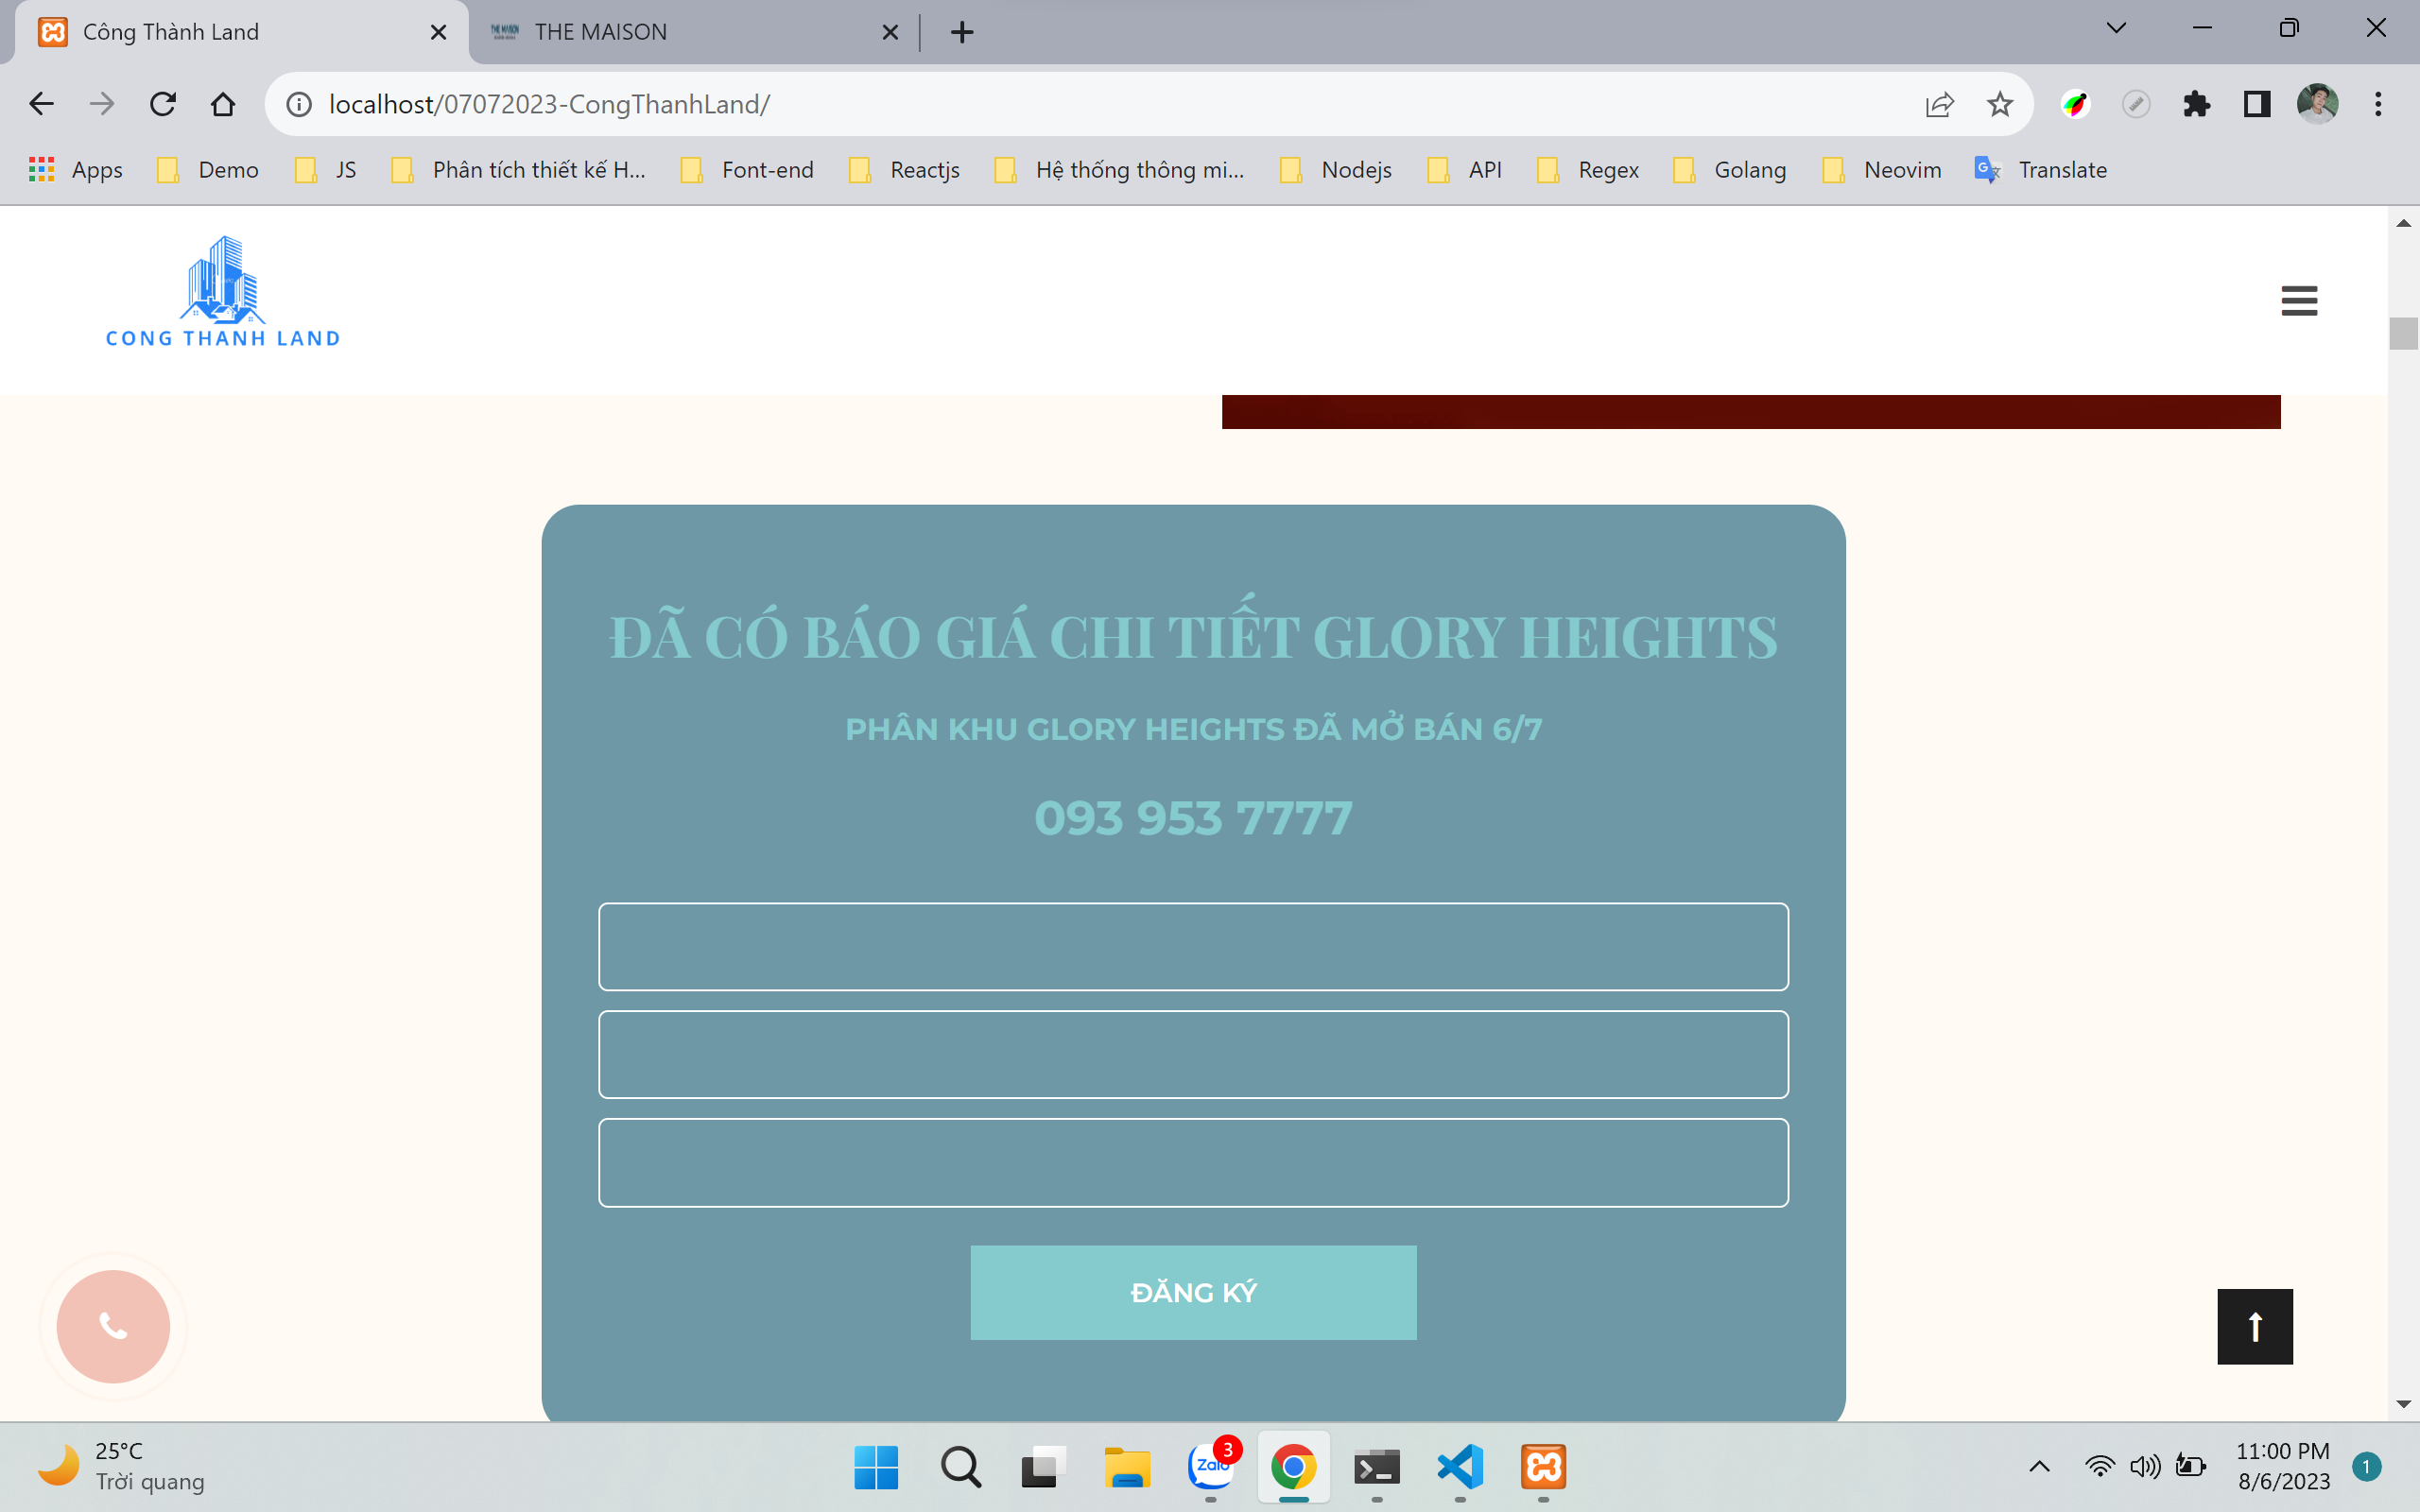 Công Thành Land
THE MAISON
localhost/07072023-CongThanhLand/
Apps
Demo
JS
Phân tích thiết kế H...
Font-end
Reactjs
Hệ thống thông mi...
Nodejs
API
Regex
Golang
Neovim
Translate
CONG THANH LAND
ĐÃ CÓ BÁO GIÁ CHI TIẾT GLORY HEIGHTS
PHÂN KHU GLORY HEIGHTS ĐÃ MỞ BÁN 6/7
093 953 7777
ĐĂNG KÝ
25°C
Trời quang
Zalo
3
11:00 PM
8/6/2023
1